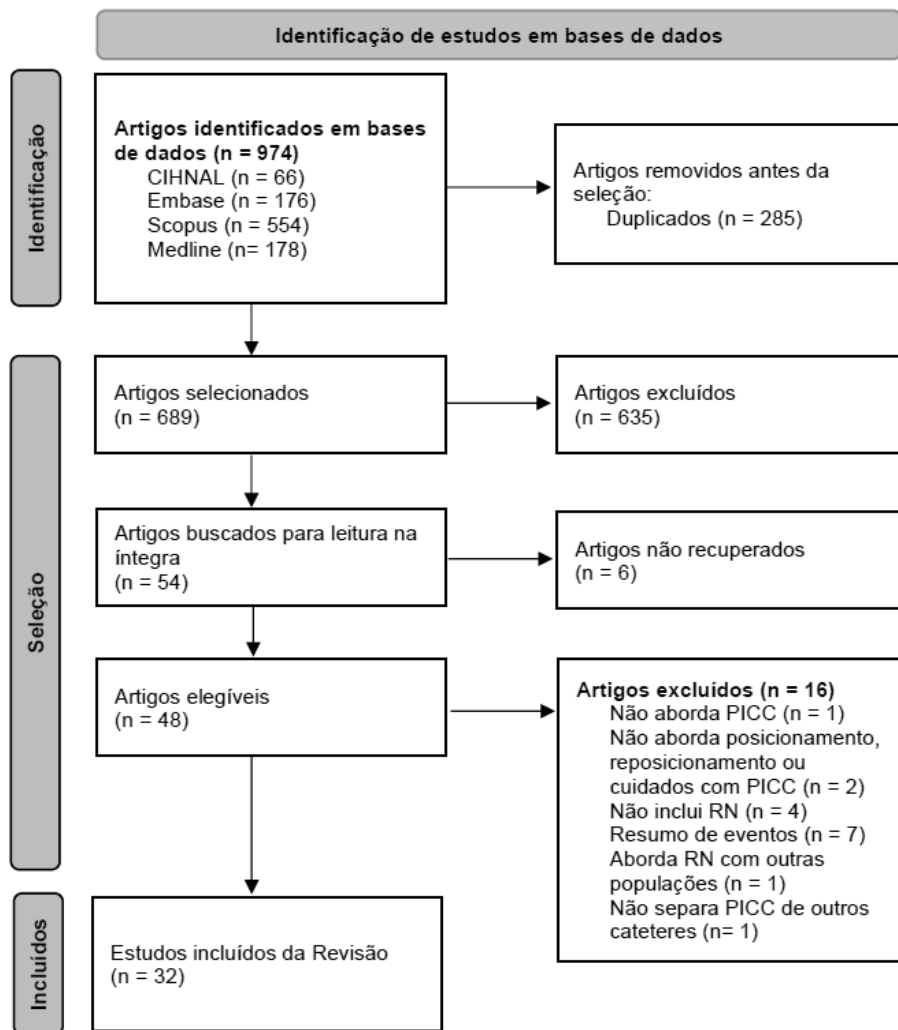 Identificação de estudos em bases de dados
Identificação
Artigos identificados em bases
de dados (n = 974)
CIHNAL (n = 66)
Embase (n = 176)
Scopus (n = 554)
Medline (n= 178)
Artigos removidos antes da
seleção:
Duplicados (n = 285)
Seleção
Artigos selecionados
(n = 689)
Artigos excluídos
(n = 635)
Artigos buscados para leitura na
íntegra
(n = 54)
Artigos não recuperados
(n = 6)
Artigos elegíveis
(n = 48)
Artigos excluídos (n = 16)
Não aborda PICC (n = 1)
Não aborda posicionamento,
reposicionamento ou
cuidados com PICC (n = 2)
Não inclui RN (n = 4)
Resumo de eventos (n = 7)
Aborda RN com outras
populações (n = 1)
Não separa PICC de outros
cateteres (n= 1)
Incluídos
Estudos incluídos da Revisão
(n = 32)